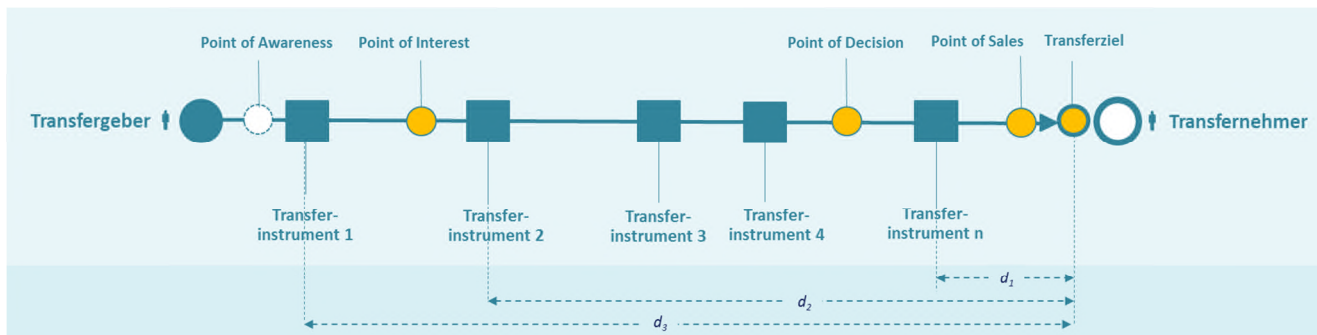 Point of Awareness
Point of Interest
Point of Decision
Point of Sales
Transferziel
Transfergeber
Transfernehmer
Transfer-
instrument 1
Transfer-
instrument 2
Transfer-
instrument 3
Transfer-
instrument 4
Transfer-
instrument n
d₁
d₂
d₃